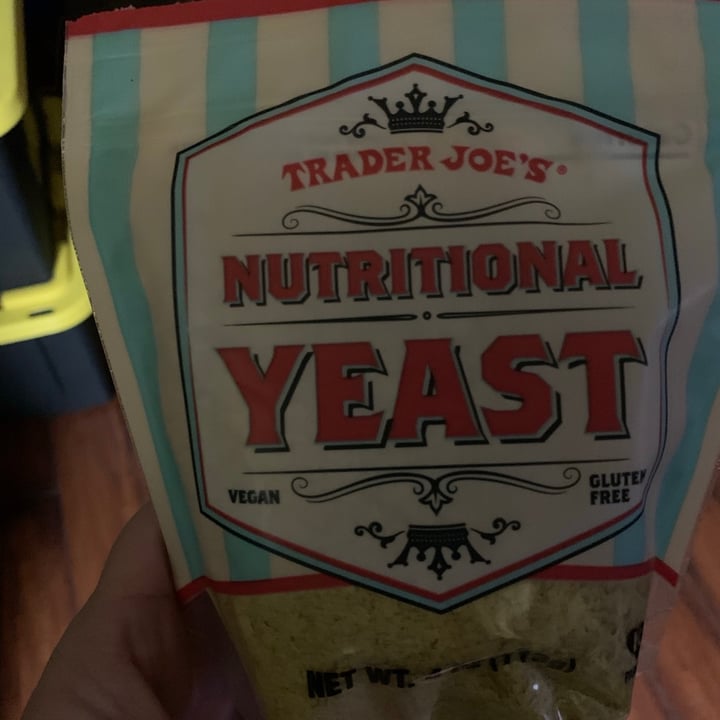 TRADER JOE'S®
NUTRITIONAL
YEAST
VEGAN
GLUTEN
FREE
NET WT.